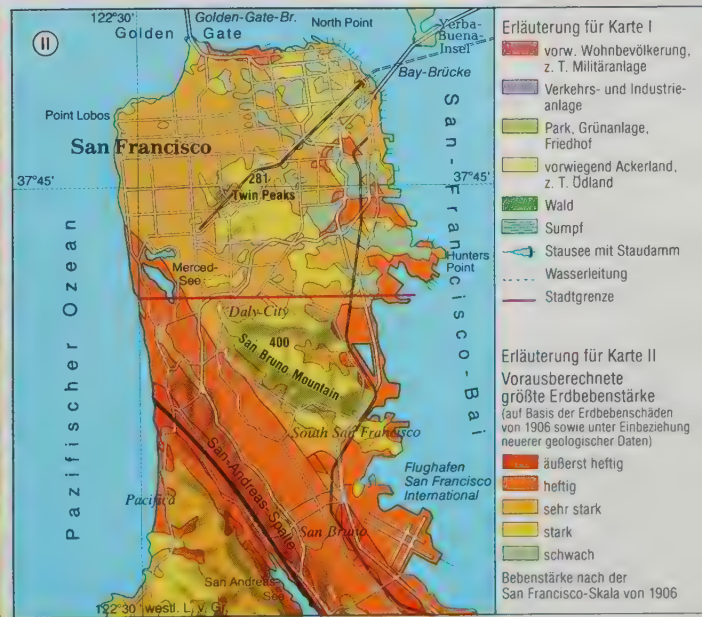 122°30'
Golden-Gate-Br.
North Point
Yerba-
Buena-
Insel
II
Golden Gate
Bay-Brücke
Point Lobos
San Francisco
37°45'
281
Twin Peaks
37°45'
San-Francisco-Bai
Pazifischer Ozean
Merced-
See
Hunters
Point
Daly-City
400
San Bruno Mountain
South San Francisco
San-Andreas-Spalte
Flughafen
San Francisco
International
Pacifica
San Bruno
San Andreas-
See
122°30' westl. L. v. Gr.
Erläuterung für Karte I
vorw. Wohnbevölkerung,
z. T. Militäranlage
Verkehrs- und Industrie-
anlage
Park, Grünanlage,
Friedhof
vorwiegend Ackerland,
z. T. Ödland
Wald
Sumpf
Stausee mit Staudamm
Wasserleitung
Stadtgrenze
Erläuterung für Karte II
Vorausberechnete
größte Erdbebenstärke
(auf Basis der Erdbebenschäden
von 1906 sowie unter Einbeziehung
neuerer geologischer Daten)
äußerst heftig
heftig
sehr stark
stark
schwach
Bebenstärke nach der
San Francisco-Skala von 1906